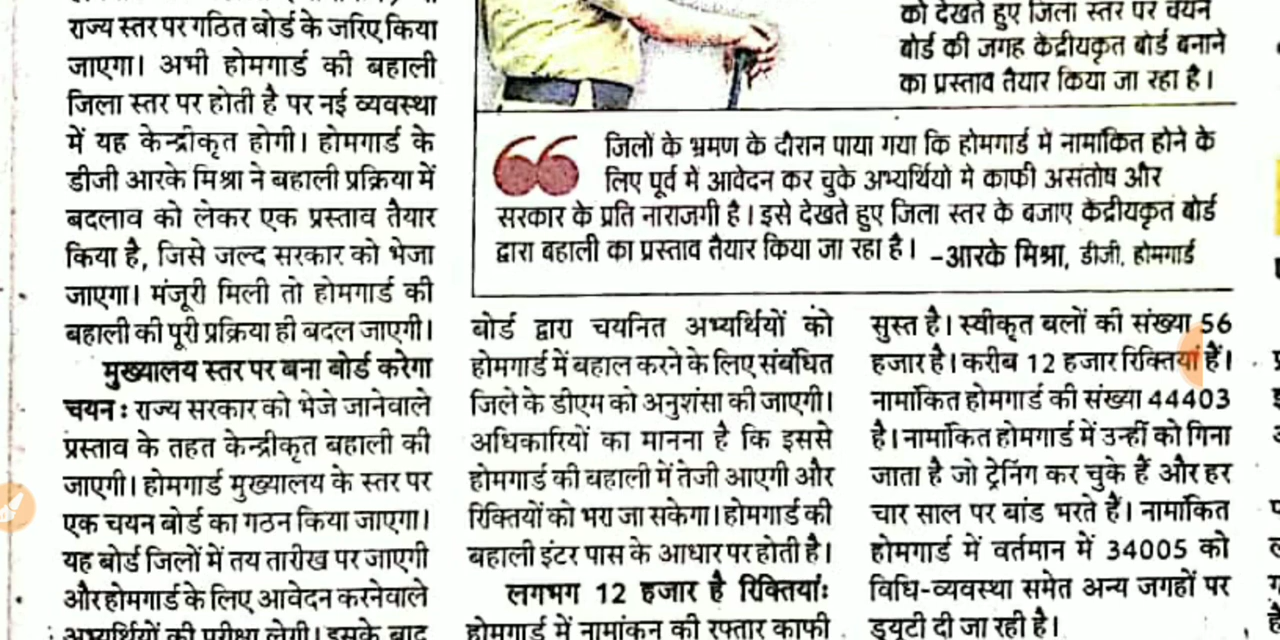 राज्य स्तर पर गठित बोर्ड के जरिए किया
जाएगा। अभी होमगार्ड की बहाली
जिला स्तर पर होती है पर नई व्यवस्था
में यह केन्द्रीकृत होगी। होमगार्ड के
डीजी आरके मिश्रा ने बहाली प्रक्रिया में
बदलाव को लेकर एक प्रस्ताव तैयार
किया है, जिसे जल्द सरकार को भेजा
जाएगा। मंजूरी मिली तो होमगार्ड की
बहाली की पूरी प्रक्रिया ही बदल जाएगी।
मुख्यालय स्तर पर बना बोर्ड करेगा
चयन : राज्य सरकार को भेजे जानेवाले
प्रस्ताव के तहत केन्द्रीकृत बहाली की
जाएगी। होमगार्ड मुख्यालय के स्तर पर
एक चयन बोर्ड का गठन किया जाएगा।
यह बोर्ड जिलों में तय तारीख पर जाएगी
और होमगार्ड के लिए आवेदन करनेवाले
अभ्यर्थियों की परीक्षा लेगी। इसके बाद
को देखते हुए जिला स्तर पर चयन
बोर्ड की जगह केंद्रीयकृत बोर्ड बनाने
का प्रस्ताव तैयार किया जा रहा है।
जिलों के भ्रमण के दौरान पाया गया कि होमगार्ड में नामांकित होने के
लिए पूर्व में आवेदन कर चुके अभ्यर्थियो मे काफी असंतोष और
सरकार के प्रति नाराजगी है। इसे देखते हुए जिला स्तर के बजाए केंद्रीयकृत बोर्ड
द्वारा बहाली का प्रस्ताव तैयार किया जा रहा है। -आरके मिश्रा, डीजी, होमगार्ड
बोर्ड द्वारा चयनित अभ्यर्थियों को
होमगार्ड में बहाल करने के लिए संबंधित
जिले के डीएम को अनुशंसा की जाएगी।
अधिकारियों का मानना है कि इससे
होमगार्ड की बहाली में तेजी आएगी और
रिक्तियों को भरा जा सकेगा। होमगार्ड की
बहाली इंटर पास के आधार पर होती है।
लगभग 12 हजार है रिक्तियां:
होमगार्ड में नामांकन की रफ्तार काफी
सुस्त है। स्वीकृत बलों की संख्या 56
हजार है। करीब 12 हजार रिक्तियां हैं।
नामांकित होमगार्ड की संख्या 44403
है। नामांकित होमगार्ड में उन्हीं को गिना
जाता है जो ट्रेनिंग कर चुके हैं और हर
चार साल पर बांड भरते हैं। नामांकित
होमगार्ड में वर्तमान में 34005 को
विधि-व्यवस्था समेत अन्य जगहों पर
ड्यूटी दी जा रही है।